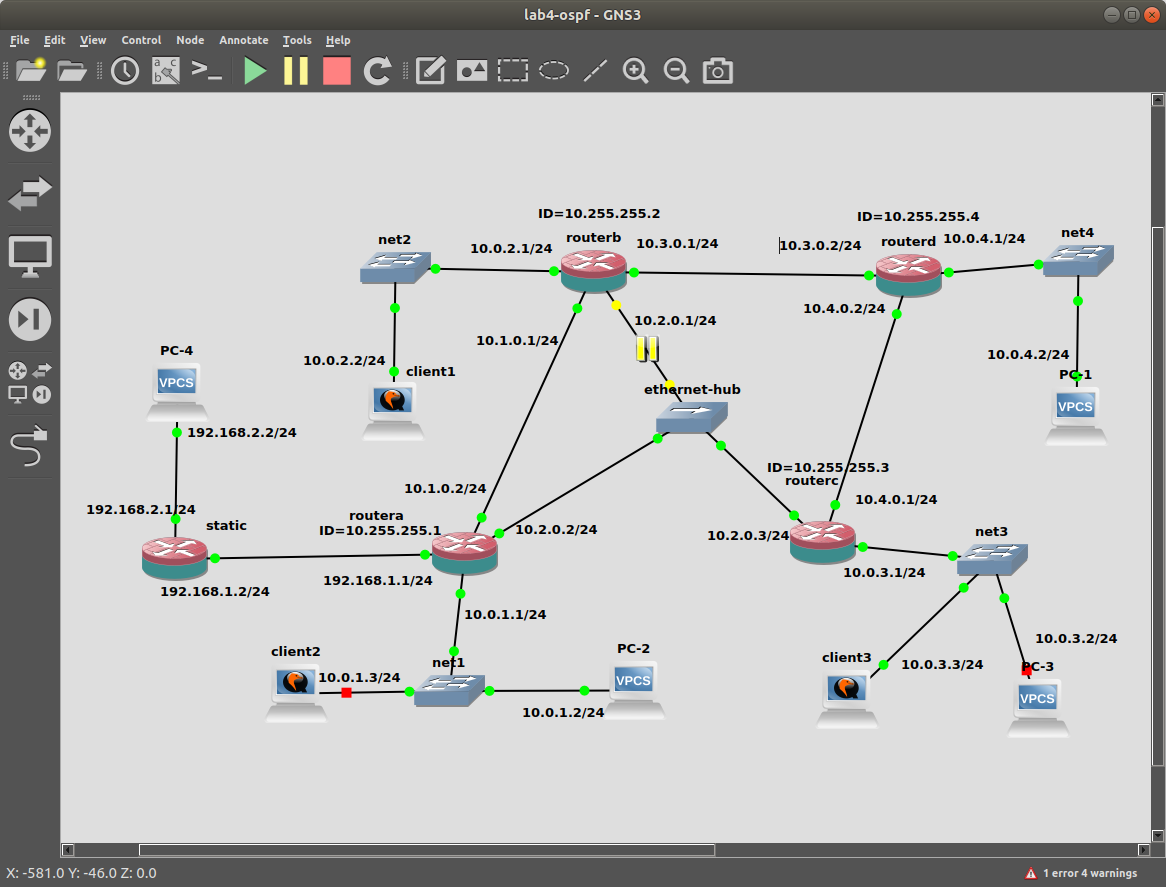 lab4-ospf - GNS3
File Edit View Control Node Annotate Tools Help
ID=10.255.255.2
ID=10.255.255.4
net2
routerb
10.0.2.1/24
10.3.0.1/24
10.3.0.2/24
routerd
10.0.4.1/24
net4
10.4.0.2/24
10.2.0.1/24
10.1.0.1/24
PC-4
VPCS
10.0.2.2/24
client1
10.0.4.2/24
PC-1
VPCS
ethernet-hub
192.168.2.2/24
ID=10.255.255.3
routerc
10.1.0.2/24
10.4.0.1/24
192.168.2.1/24
static
routera
ID=10.255.255.1
10.2.0.2/24
10.2.0.3/24
net3
192.168.1.1/24
192.168.1.2/24
10.0.3.1/24
10.0.1.1/24
10.0.3.2/24
client2
PC-2
VPCS
net1
10.0.1.3/24
client3
10.0.3.3/24
PC-3
VPCS
10.0.1.2/24
X: -581.0 Y: -46.0 Z: 0.0
1 error 4 warnings